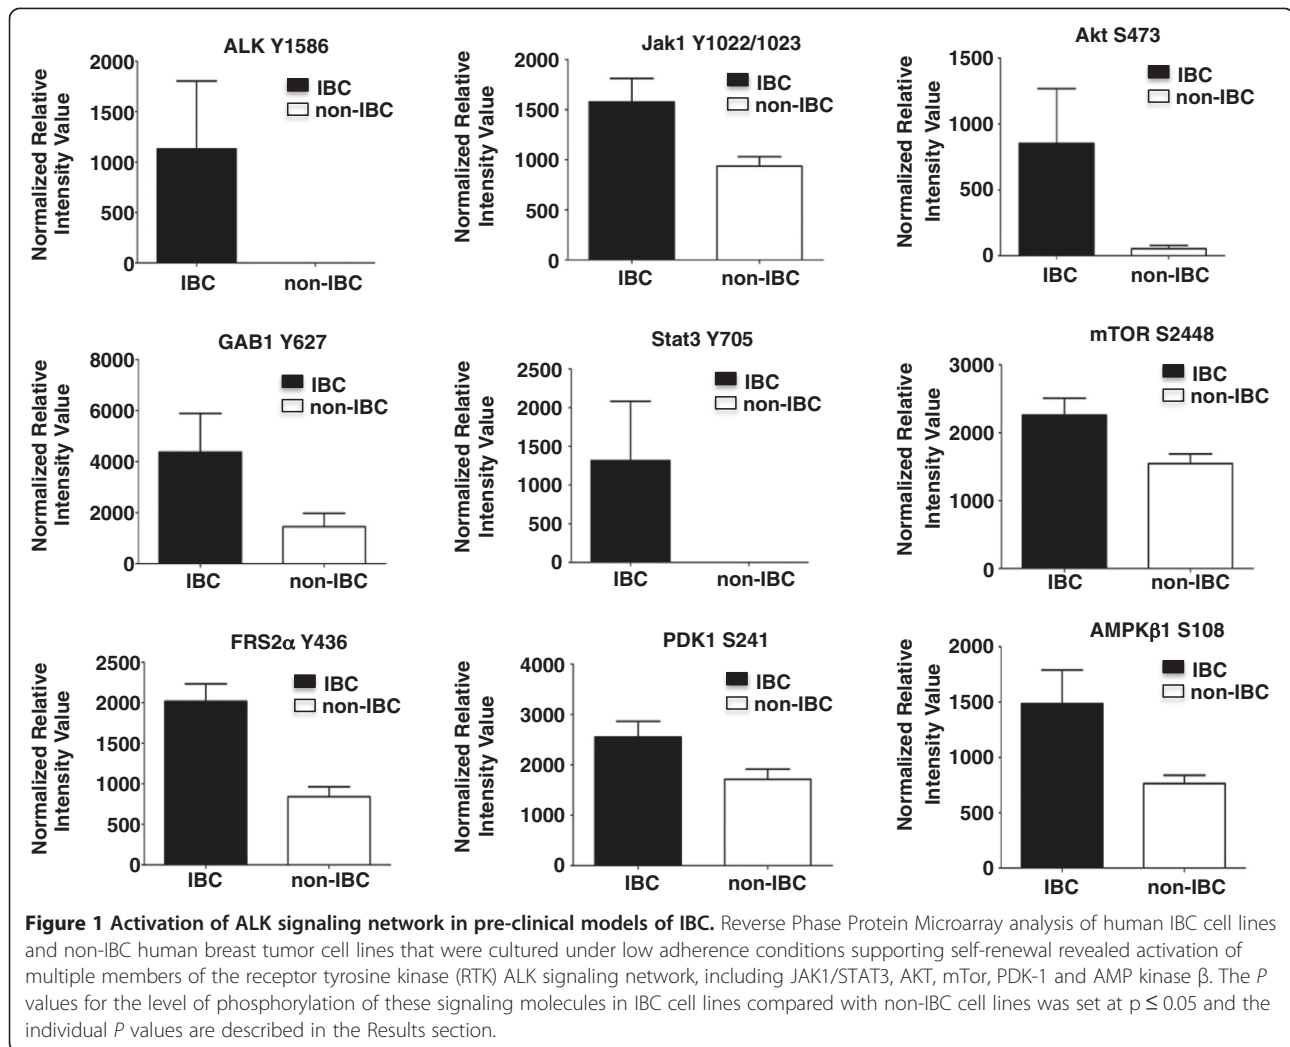 ALK Y1586
Normalized Relative
Intensity Value
2000
1500
1000
500
0
IBC
non-IBC
IBC
non-IBC
Jak1 Y1022/1023
Normalized Relative
Intensity Value
2000
1500
1000
500
0
IBC
non-IBC
IBC
non-IBC
Akt S473
Normalized Relative
Intensity Value
1500
1000
500
0
IBC
non-IBC
IBC
non-IBC
GAB1 Y627
Normalized Relative
Intensity Value
8000
6000
4000
2000
0
IBC
non-IBC
IBC
non-IBC
Stat3 Y705
Normalized Relative
Intensity Value
2500
2000
1500
1000
500
0
IBC
non-IBC
IBC
non-IBC
mTOR S2448
Normalized Relative
Intensity Value
3000
2000
1000
0
IBC
non-IBC
IBC
non-IBC
FRS2α Y436
Normalized Relative
Intensity Value
2500
2000
1500
1000
500
0
IBC
non-IBC
IBC
non-IBC
PDK1 S241
Normalized Relative
Intensity Value
4000
3000
2000
1000
0
IBC
non-IBC
IBC
non-IBC
AMPKβ1 S108
Normalized Relative
Intensity Value
2000
1500
1000
500
0
IBC
non-IBC
IBC
non-IBC
Figure 1 Activation of ALK signaling network in pre-clinical models of IBC. Reverse Phase Protein Microarray analysis of human IBC cell lines
and non-IBC human breast tumor cell lines that were cultured under low adherence conditions supporting self-renewal revealed activation of
multiple members of the receptor tyrosine kinase (RTK) ALK signaling network, including JAK1/STAT3, AKT, mTor, PDK-1 and AMP kinase β. The P
values for the level of phosphorylation of these signaling molecules in IBC cell lines compared with non-IBC cell lines was set at p ≤ 0.05 and the
individual P values are described in the Results section.